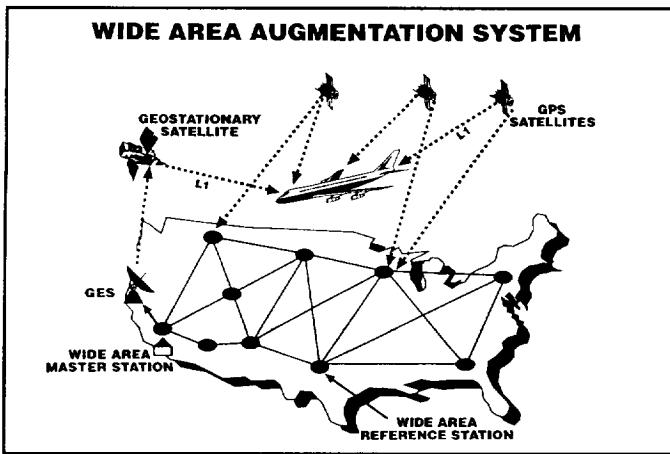 WIDE AREA AUGMENTATION SYSTEM
GEOSTATIONARY
SATELLITE
GPS
SATELLITES
L1
L1
GES
WIDE AREA
MASTER STATION
WIDE AREA
REFERENCE STATION